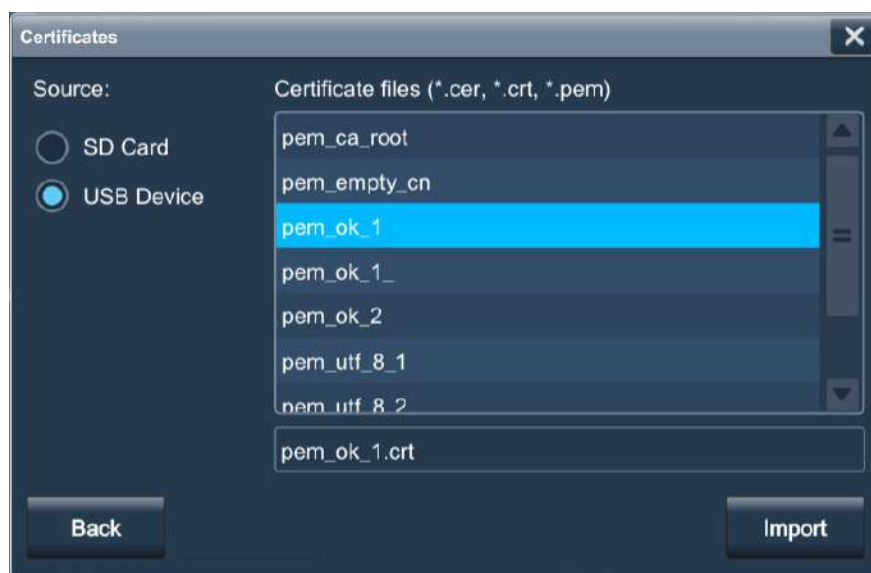 Certificates
Source:
Certificate files (*.cer, *.crt, *.pem)
SD Card
USB Device
pem_ca_root
pem_empty_cn
pem_ok_1
pem_ok_1_
pem_ok_2
pem_utf_8_1
pem_utf_8_2
pem_ok_1.crt
Back
Import